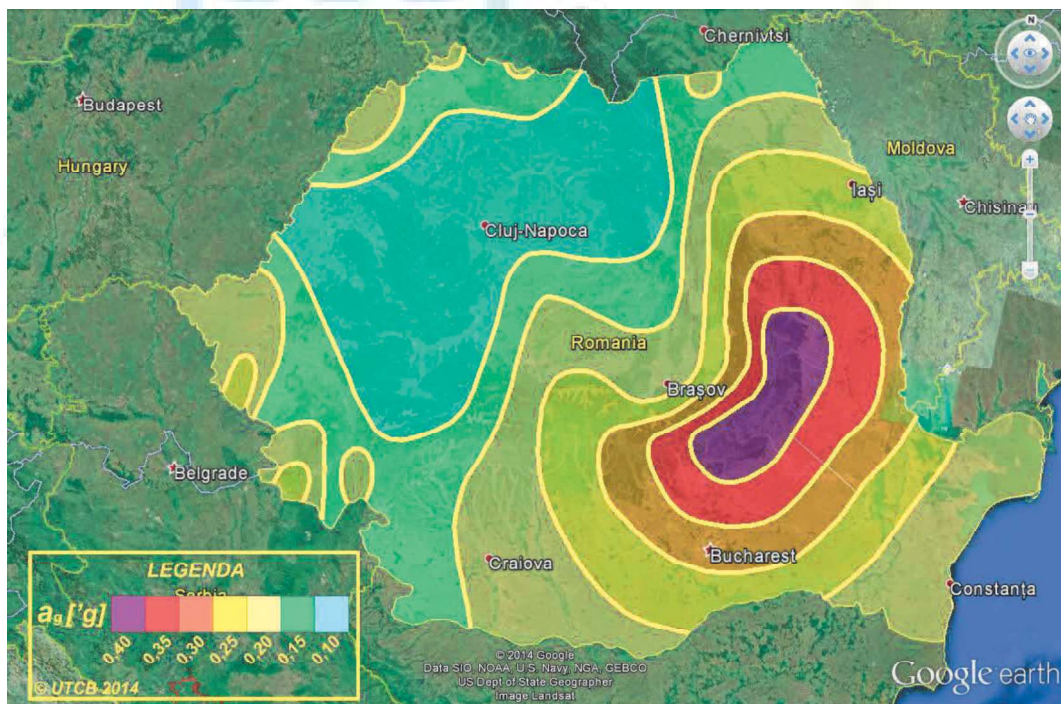 Chernivtsi
N
Budapest
Hungary
Moldova
Iași
Chisinau
Cluj-Napoca
Romania
Brașov
Belgrade
Bucharest
Craiova
Constanța
LEGENDA
Serbia
ag['g]
0,40
0,35
0,30
0,25
0,20
0,15
0,10
© UTCB 2014
© 2014 Google
Data SIO, NOAA, U.S. Navy, NGA, GEBCO
US Dept of State Geographer
Image Landsat
Google earth